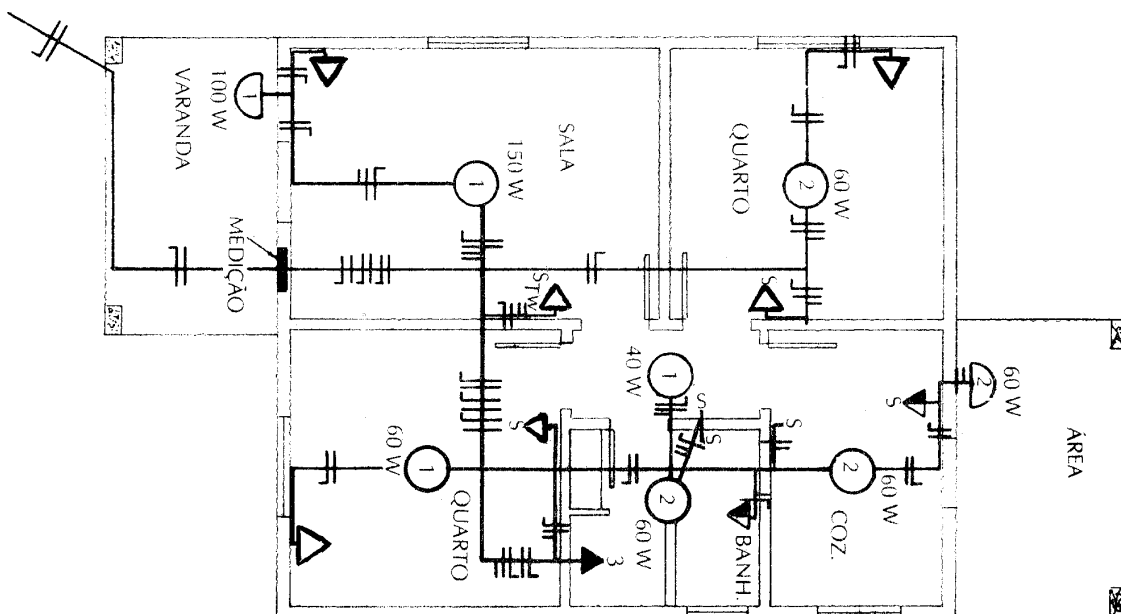 VARANDA
1
100 W
SALA
1
150 W
QUARTO
2
60 W
MEDIÇÃO
S
TW
S
1
40 W
S
S
S
S
S
2
60 W
ÁREA
1
60 W
QUARTO
2
60 W
2
60 W
COZ.
BANH.
3